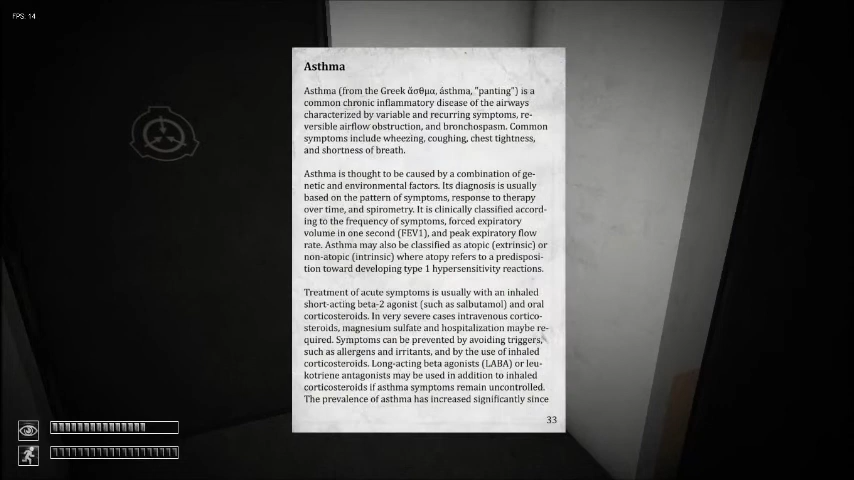 FPS: 14
Asthma
Asthma (from the Greek ἅσθμα, ásthma, "panting") is a
common chronic inflammatory disease of the airways
characterized by variable and recurring symptoms, re-
versible airflow obstruction, and bronchospasm. Common
symptoms include wheezing, coughing, chest tightness,
and shortness of breath.
Asthma is thought to be caused by a combination of ge-
netic and environmental factors. Its diagnosis is usually
based on the pattern of symptoms, response to therapy
over time, and spirometry. It is clinically classified accord-
ing to the frequency of symptoms, forced expiratory
volume in one second (FEV1), and peak expiratory flow
rate. Asthma may also be classified as atopic (extrinsic) or
non-atopic (intrinsic) where atopy refers to a predisposi-
tion toward developing type 1 hypersensitivity reactions.
Treatment of acute symptoms is usually with an inhaled
short-acting beta-2 agonist (such as salbutamol) and oral
corticosteroids. In very severe cases intravenous cortico-
steroids, magnesium sulfate and hospitalization maybe re-
quired. Symptoms can be prevented by avoiding triggers,
such as allergens and irritants, and by the use of inhaled
corticosteroids. Long-acting beta agonists (LABA) or leu-
kotriene antagonists may be used in addition to inhaled
corticosteroids if asthma symptoms remain uncontrolled.
The prevalence of asthma has increased significantly since
33